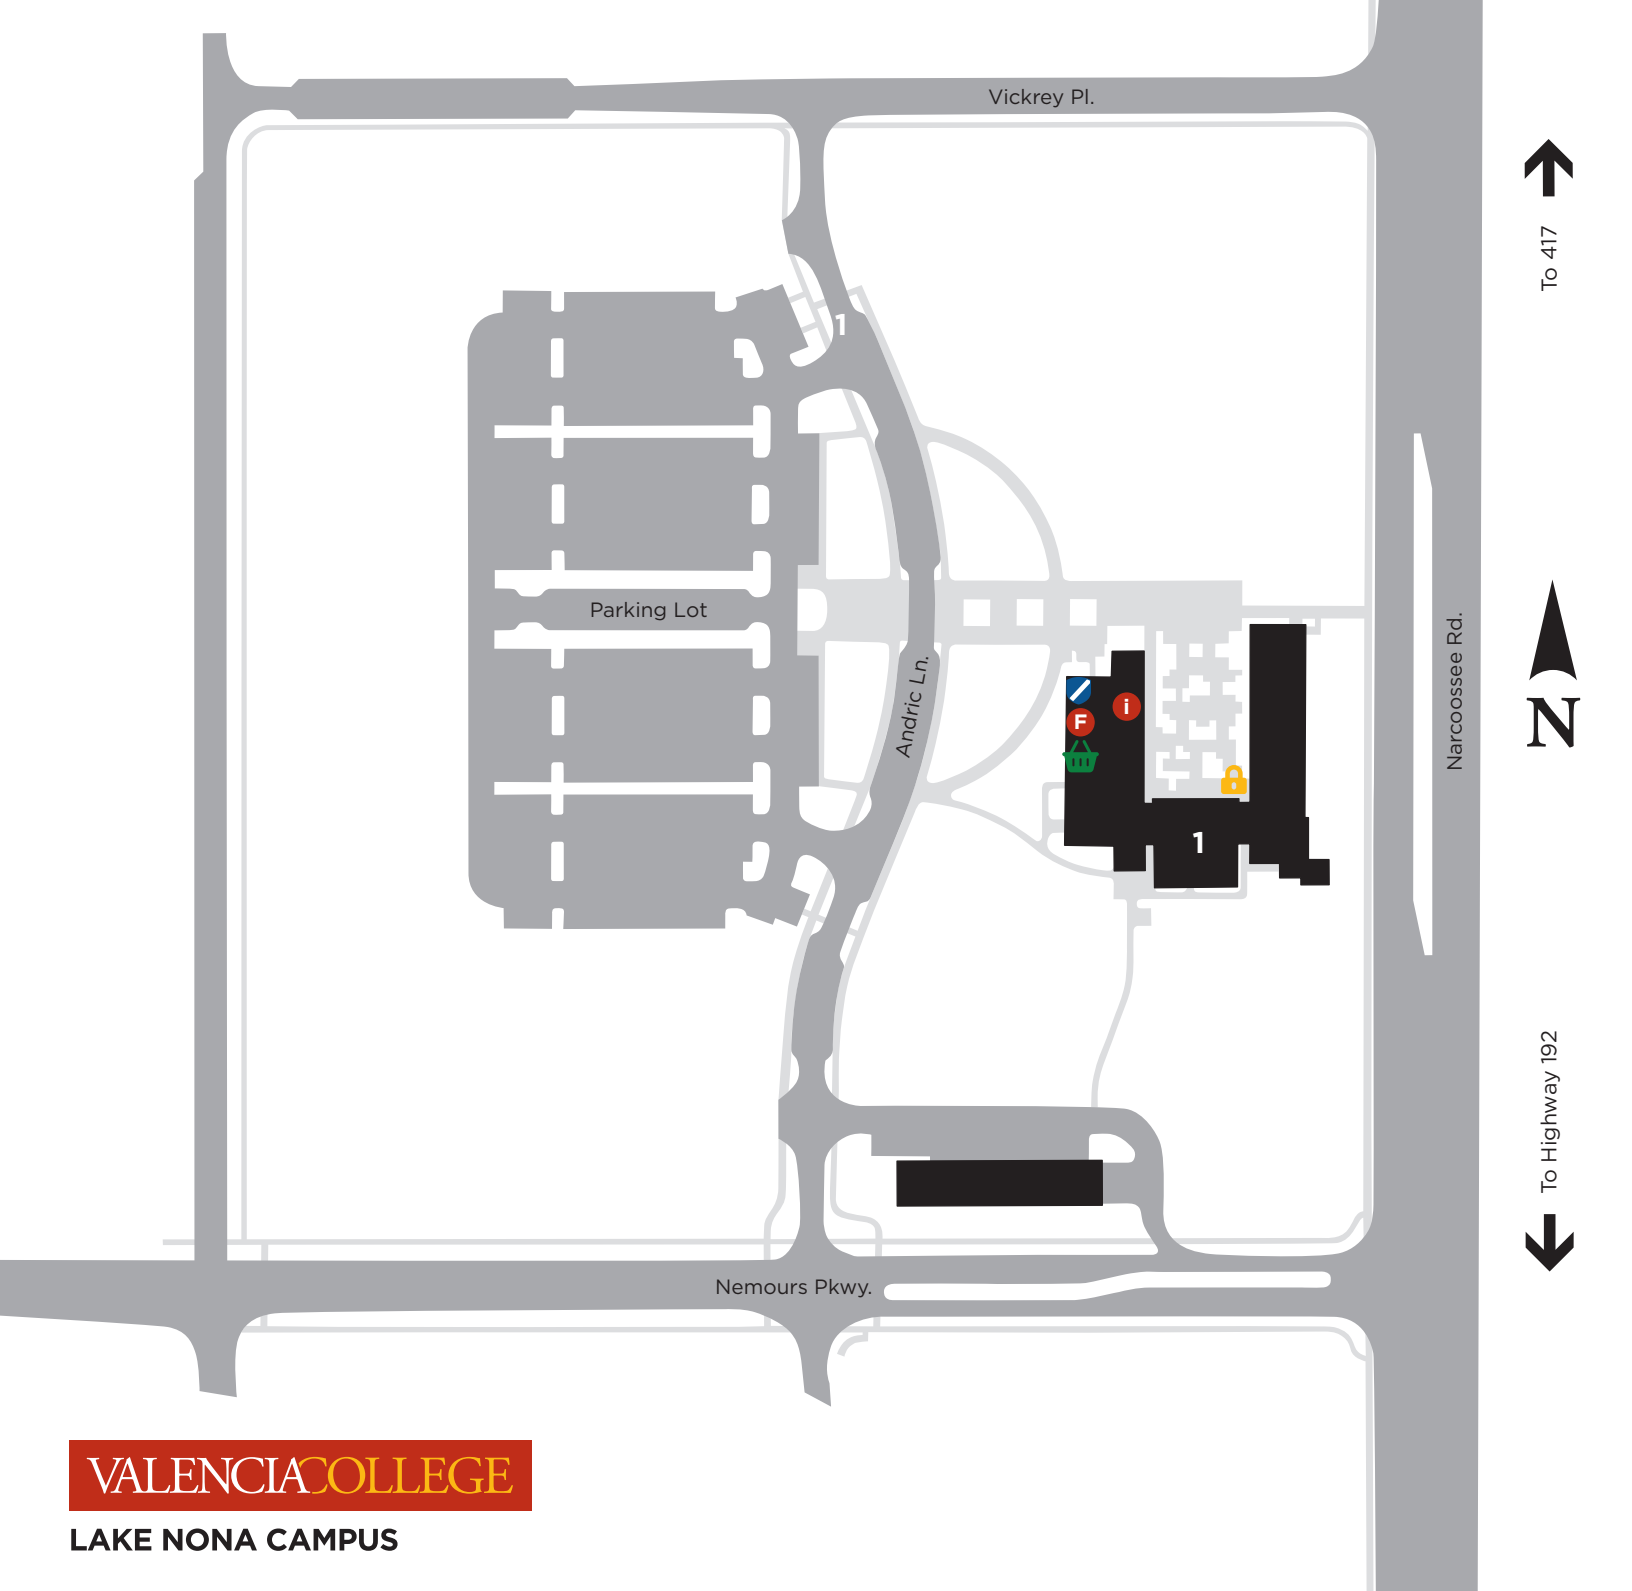 Vickrey Pl.
To 417
1
Parking Lot
Andric Ln.
Narcoossee Rd.
N
i
F
1
To Highway 192
Nemours Pkwy.
VALENCIACOLLEGE
LAKE NONA CAMPUS